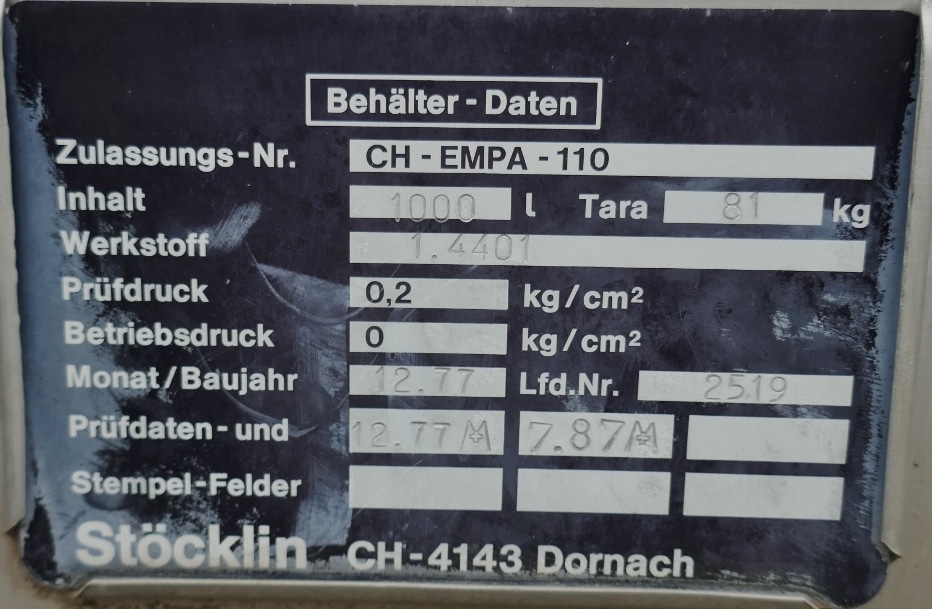 Behälter - Daten
Zulassungs-Nr. CH - EMPA - 110
Inhalt 1000 l Tara 81 kg
Werkstoff 1.4401
Prüfdruck 0,2 kg/cm²
Betriebsdruck 0 kg/cm²
Monat/Baujahr 12.77 Lfd.Nr. 2519
Prüfdaten - und 12.77/ 7.87/
Stempel-Felder
Stöcklin CH-4143 Dornach